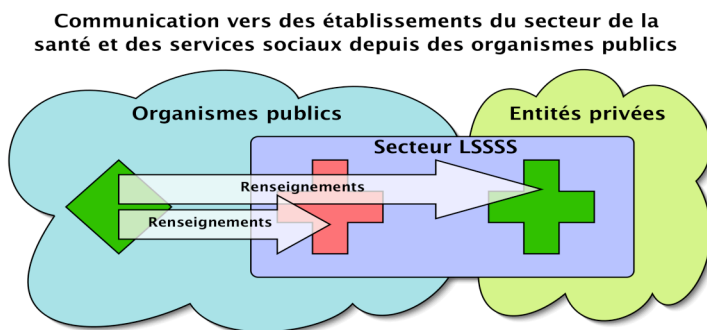 Communication vers des établissements du secteur de la
santé et des services sociaux depuis des organismes publics
Organismes publics
Entités privées
Secteur LSSSS
Renseignements
Renseignements